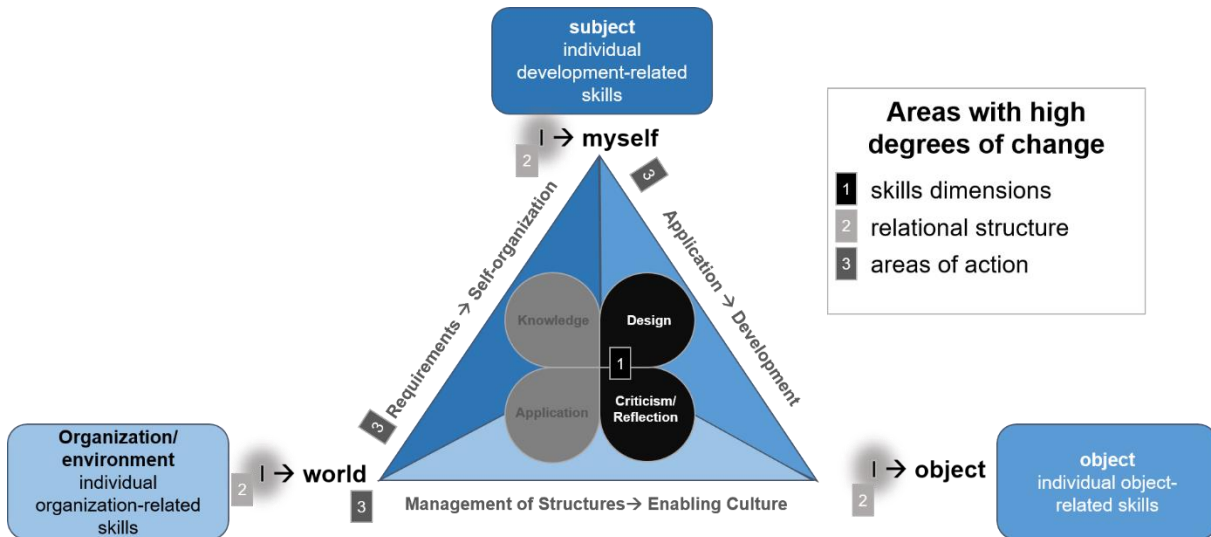 subject
individual
development-related
skills
I → myself
2
3
Areas with high
degrees of change
1 skills dimensions
2 relational structure
3 areas of action
Requirements → Self-organization
3
Application → Development
Knowledge
Design
1
Application
Criticism/
Reflection
Organization/
environment
individual
organization-related
skills
I → world
2
3
Management of Structures→ Enabling Culture
I → object
2
object
individual object-
related skills